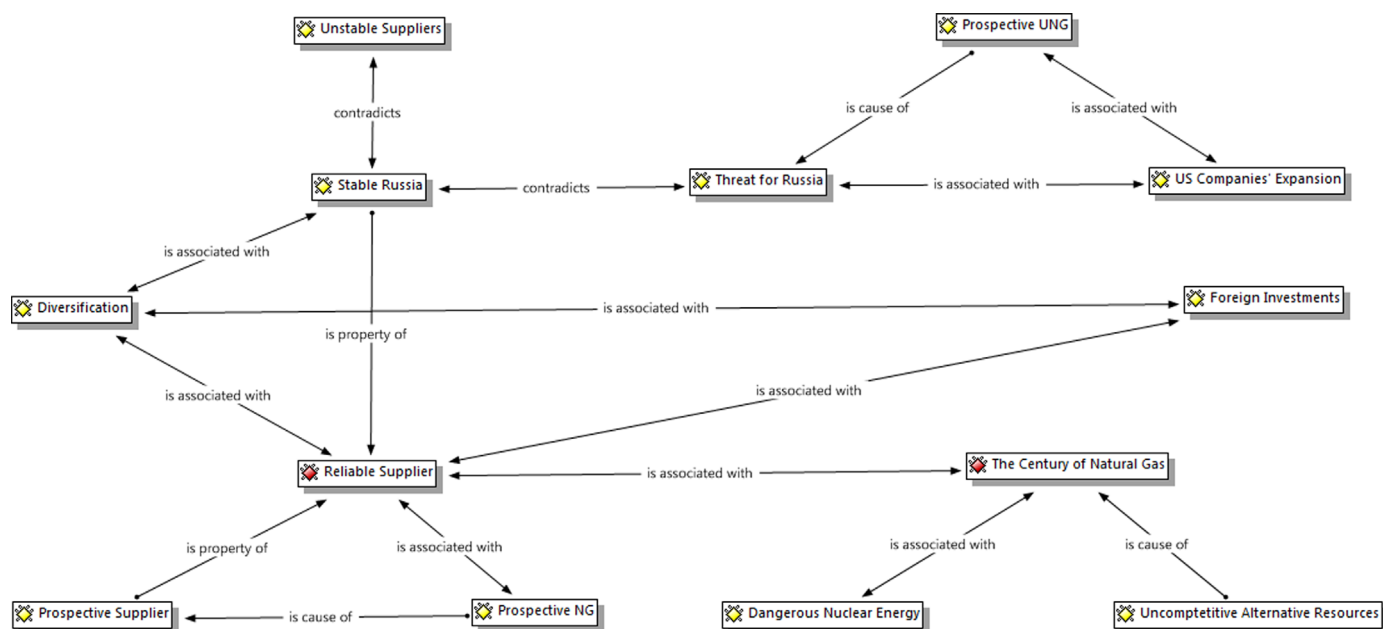 Unstable Suppliers
Prospective UNG
contradicts
is cause of
is associated with
Stable Russia
contradicts
Threat for Russia
is associated with
US Companies' Expansion
is associated with
Diversification
is associated with
Foreign Investments
is property of
is associated with
is associated with
Reliable Supplier
is associated with
The Century of Natural Gas
is property of
is associated with
is associated with
is cause of
Prospective Supplier
is cause of
Prospective NG
Dangerous Nuclear Energy
Uncomptetitive Alternative Resources